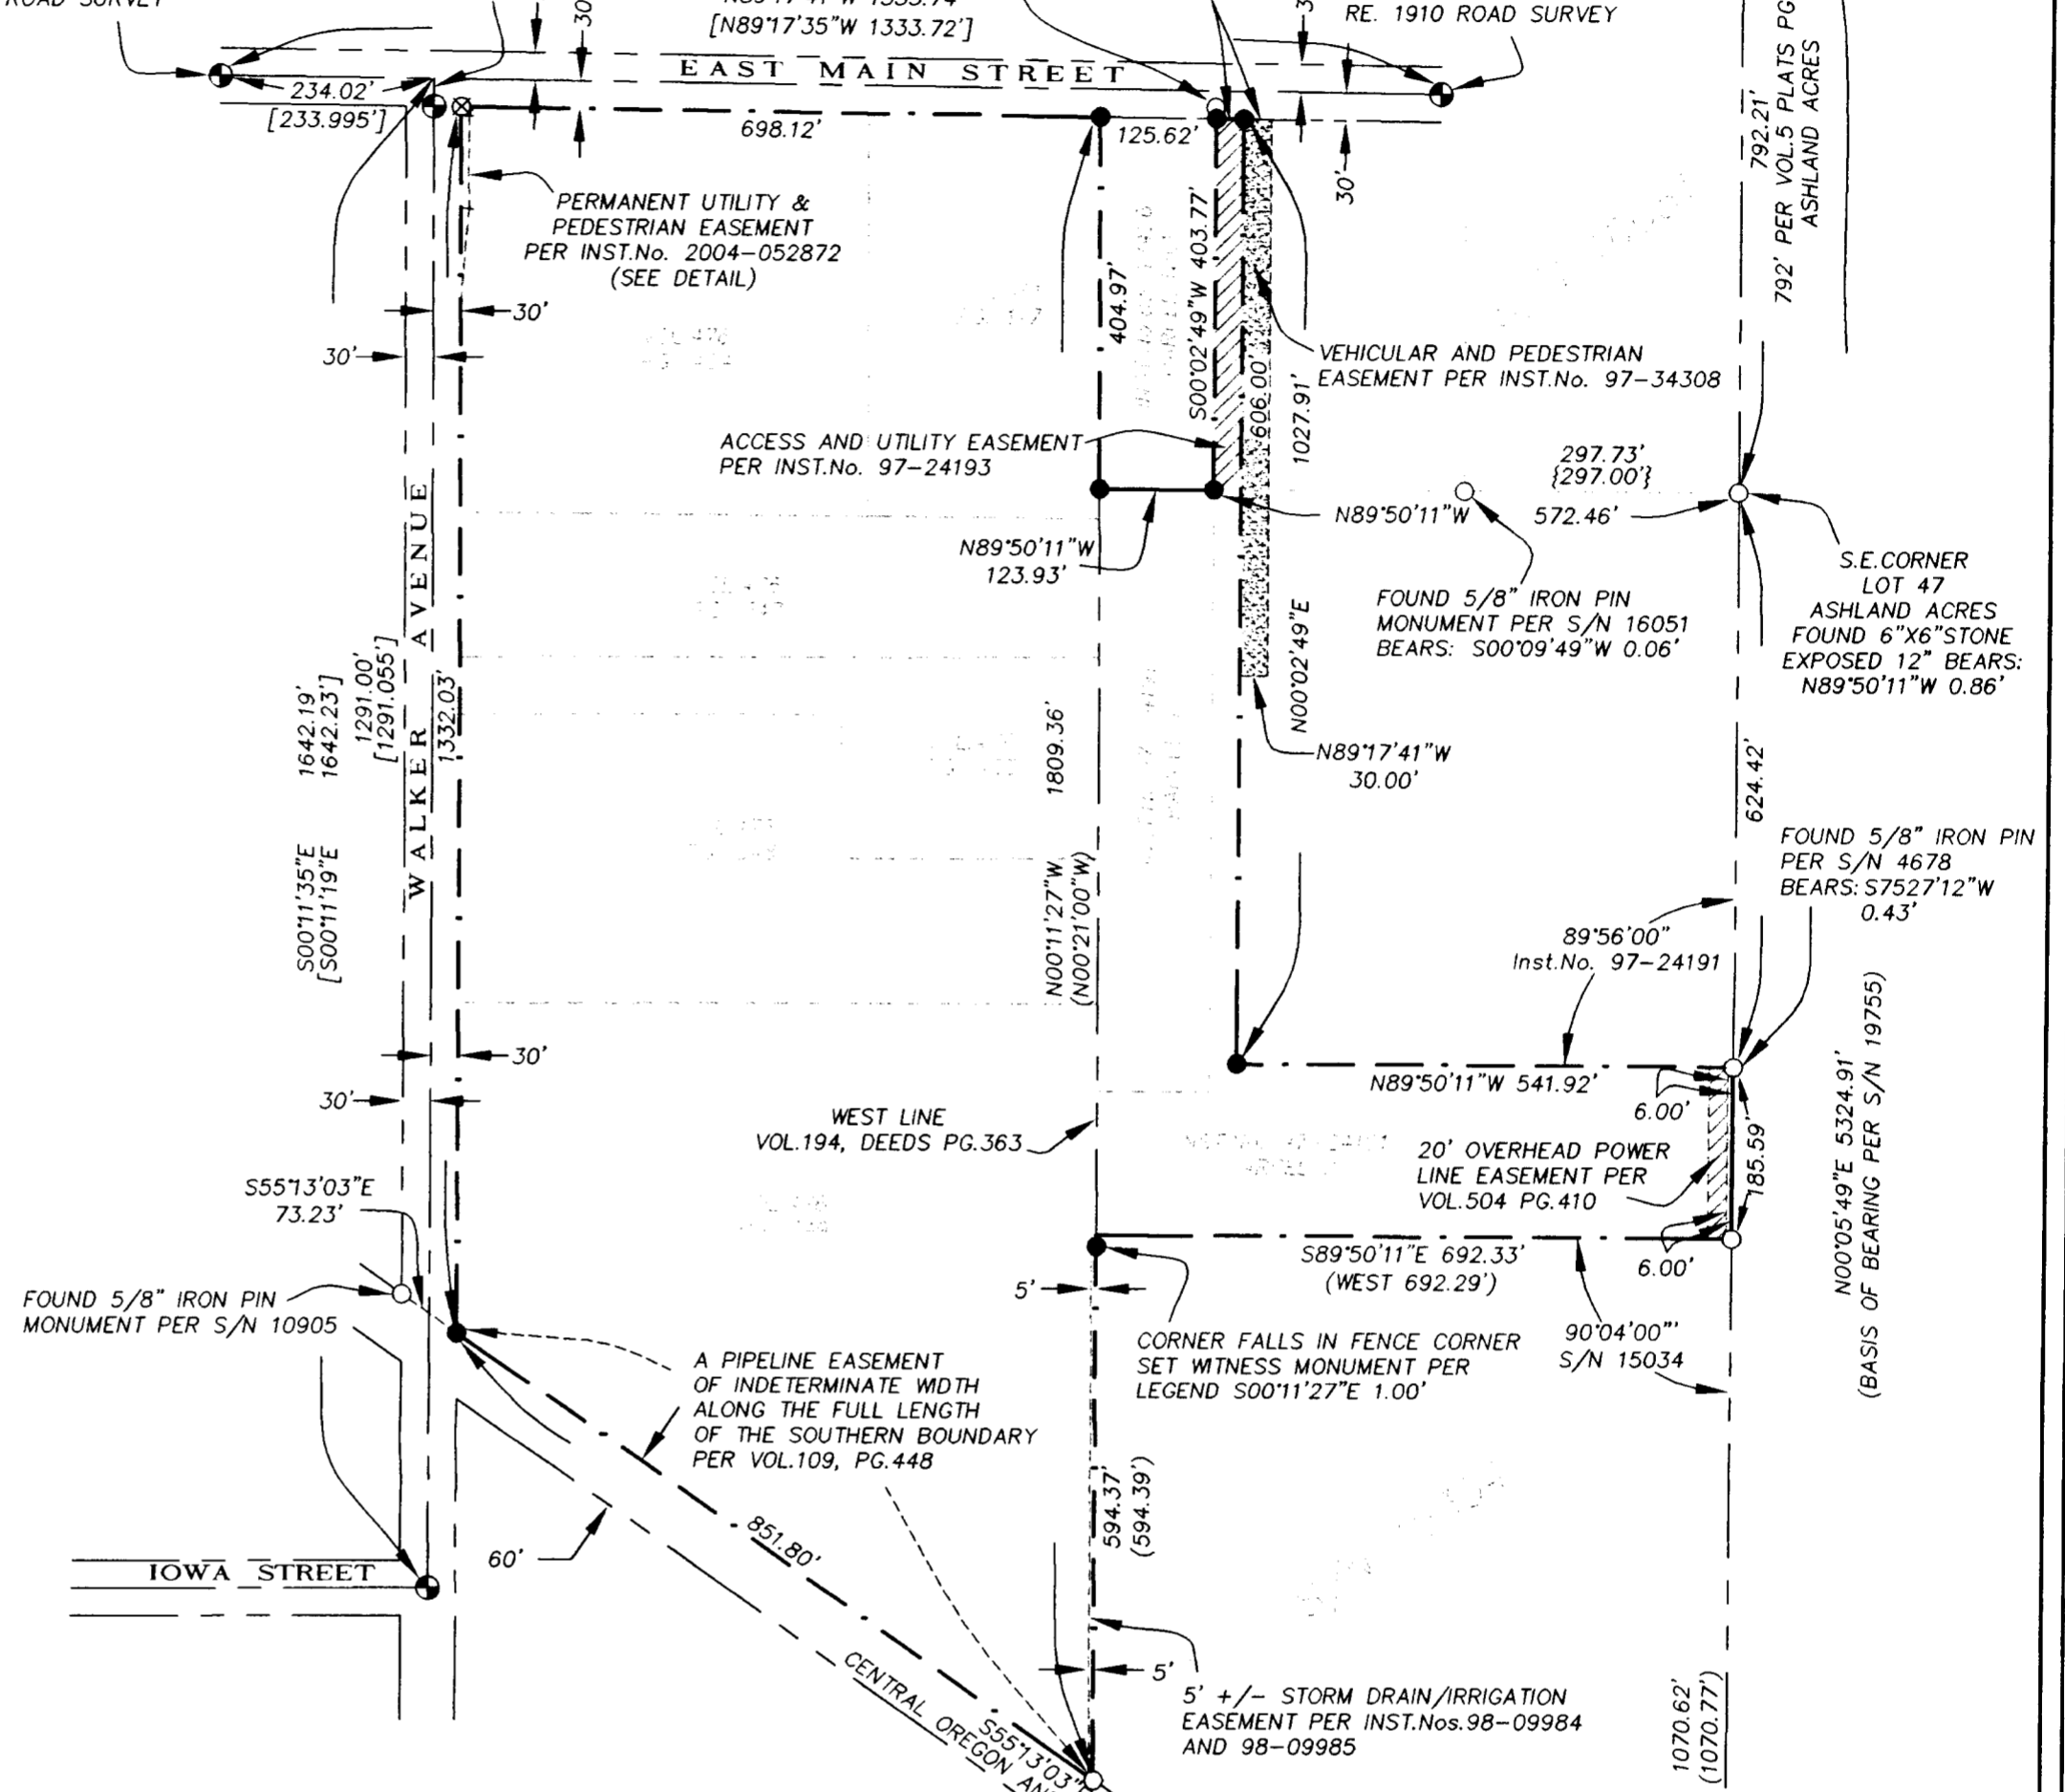 ROAD SURVEY
[N89°17'35"W 1333.72']
RE. 1910 ROAD SURVEY
30'
EAST MAIN STREET
234.02'
[233.995']
698.12'
125.62'
30'
792.21'
792' PER VOL.5 PLATS PG
ASHLAND ACRES
PERMANENT UTILITY &
PEDESTRIAN EASEMENT
PER INST.No. 2004-052872
(SEE DETAIL)
30'
30'
404.97'
S00°02'49"W 403.77'
606.00'
1027.91'
VEHICULAR AND PEDESTRIAN
EASEMENT PER INST.No. 97-34308
ACCESS AND UTILITY EASEMENT
PER INST.No. 97-24193
297.73'
{297.00'}
N89°50'11"W
572.46'
N89°50'11"W
123.93'
S.E.CORNER
LOT 47
ASHLAND ACRES
FOUND 6"X6"STONE
EXPOSED 12" BEARS:
N89°50'11"W 0.86'
FOUND 5/8" IRON PIN
MONUMENT PER S/N 16051
BEARS: S00°09'49"W 0.06'
WALKER AVENUE
S00°11'35"E 1642.19'
[S00°11'19"E 1642.23']
1291.00'
[1291.055']
1332.03'
N00°02'49"E
N89°17'41"W
30.00'
N00°11'27"W 1809.36'
(N00°21'00"W)
624.42'
FOUND 5/8" IRON PIN
PER S/N 4678
BEARS: S7527'12"W
0.43'
89°56'00"
Inst.No. 97-24191
30'
30'
N89°50'11"W 541.92'
6.00'
WEST LINE
VOL.194, DEEDS PG.363
20' OVERHEAD POWER
LINE EASEMENT PER
VOL.504 PG.410
185.59'
N00°05'49"E 5324.91'
(BASIS OF BEARING PER S/N 19755)
S55°13'03"E
73.23'
S89°50'11"E 692.33'
(WEST 692.29')
6.00'
5'
FOUND 5/8" IRON PIN
MONUMENT PER S/N 10905
CORNER FALLS IN FENCE CORNER
SET WITNESS MONUMENT PER
LEGEND S00°11'27"E 1.00'
90°04'00"'
S/N 15034
A PIPELINE EASEMENT
OF INDETERMINATE WIDTH
ALONG THE FULL LENGTH
OF THE SOUTHERN BOUNDARY
PER VOL.109, PG.448
594.37'
(594.39')
851.80'
60'
IOWA STREET
CENTRAL OREGON
S55°13'03"
5'
5' +/- STORM DRAIN/IRRIGATION
EASEMENT PER INST.Nos.98-09984
AND 98-09985
1070.62'
(1070.77')